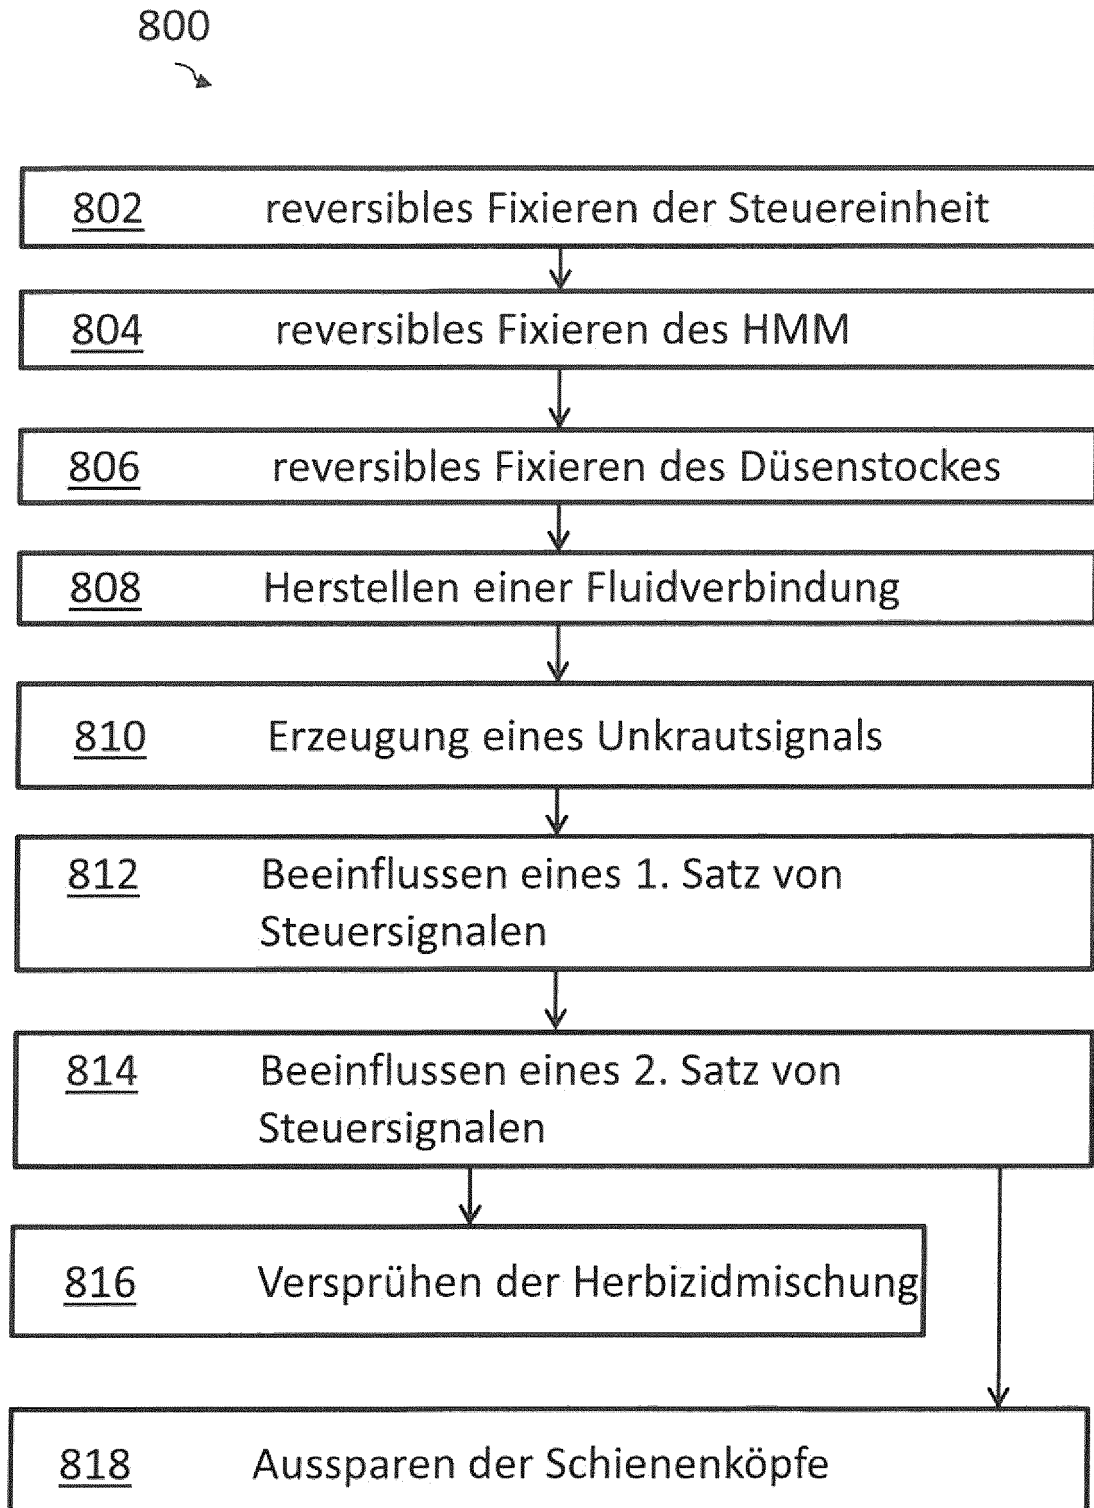 800
802 reversibles Fixieren der Steuereinheit
804 reversibles Fixieren des HMM
806 reversibles Fixieren des Düsenstockes
808 Herstellen einer Fluidverbindung
810 Erzeugung eines Unkrautsignals
812 Beeinflussen eines 1. Satz von
Steuersignalen
814 Beeinflussen eines 2. Satz von
Steuersignalen
816 Versprühen der Herbizidmischung
818 Aussparen der Schienenköpfe